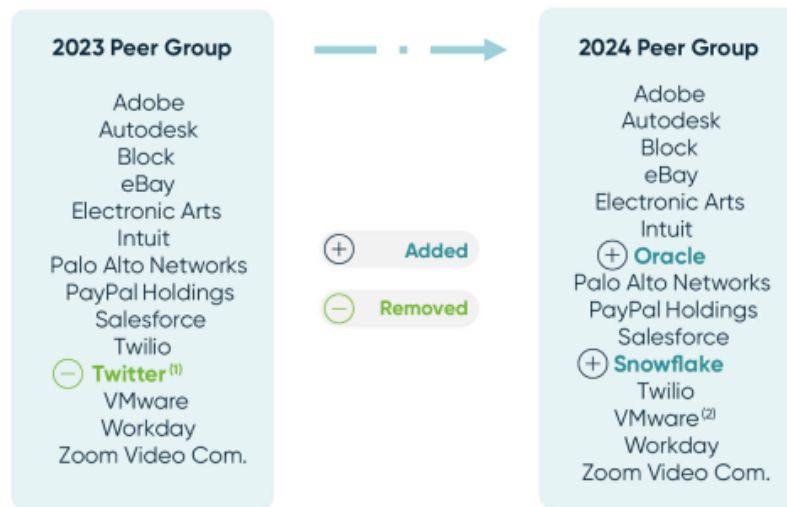 2023 Peer Group
Adobe
Autodesk
Block
eBay
Electronic Arts
Intuit
Palo Alto Networks
PayPal Holdings
Salesforce
Twilio
Twitter (1)
VMware
Workday
Zoom Video Com.
Added
Removed
2024 Peer Group
Adobe
Autodesk
Block
eBay
Electronic Arts
Intuit
Oracle
Palo Alto Networks
PayPal Holdings
Salesforce
Snowflake
Twilio
VMware (2)
Workday
Zoom Video Com.